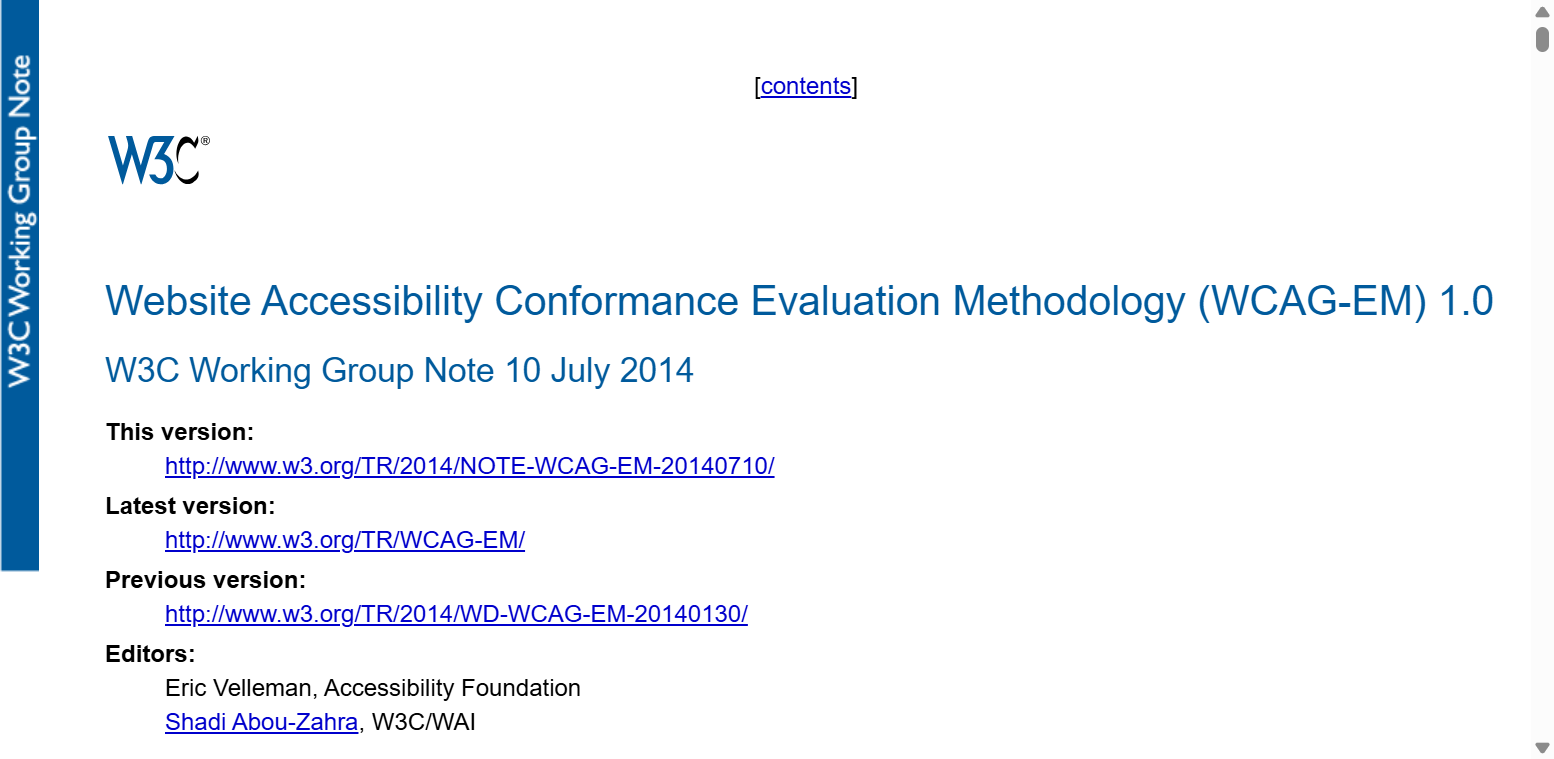 W3C Working Group Note
[contents]
W3C®
Website Accessibility Conformance Evaluation Methodology (WCAG-EM) 1.0
W3C Working Group Note 10 July 2014
This version:
http://www.w3.org/TR/2014/NOTE-WCAG-EM-20140710/
Latest version:
http://www.w3.org/TR/WCAG-EM/
Previous version:
http://www.w3.org/TR/2014/WD-WCAG-EM-20140130/
Editors:
Eric Velleman, Accessibility Foundation
Shadi Abou-Zahra, W3C/WAI